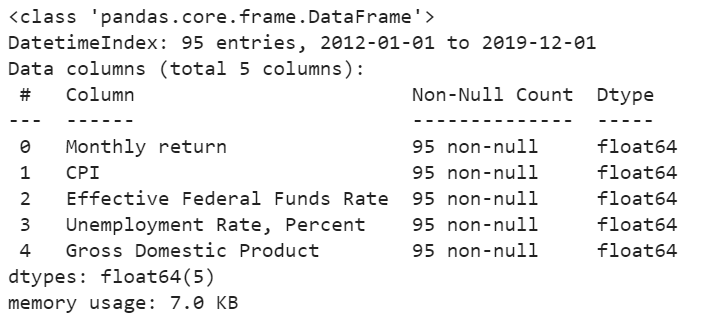 <class 'pandas.core.frame.DataFrame'>
DatetimeIndex: 95 entries, 2012-01-01 to 2019-12-01
Data columns (total 5 columns):
 #   Column                        Non-Null Count  Dtype
---  ------                        --------------  -----
 0   Monthly return                95 non-null     float64
 1   CPI                           95 non-null     float64
 2   Effective Federal Funds Rate  95 non-null     float64
 3   Unemployment Rate, Percent    95 non-null     float64
 4   Gross Domestic Product        95 non-null     float64
dtypes: float64(5)
memory usage: 7.0 KB